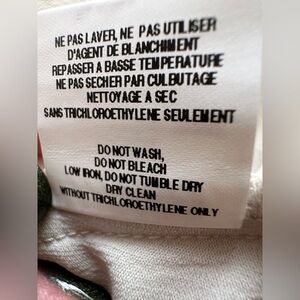 NE PAS LAVER, NE PAS UTILISER
D'AGENT DE BLANCHIMENT
REPASSER A BASSE TEMPERATURE
NE PAS SECHER PAR CULBUTAGE
NETTOYAGE A SEC
SANS TRICHLOROETHYLENE SEULEMENT
DO NOT WASH,
DO NOT BLEACH
LOW IRON, DO NOT TUMBLE DRY
DRY CLEAN
WITHOUT TRICHLOROETHYLENE ONLY